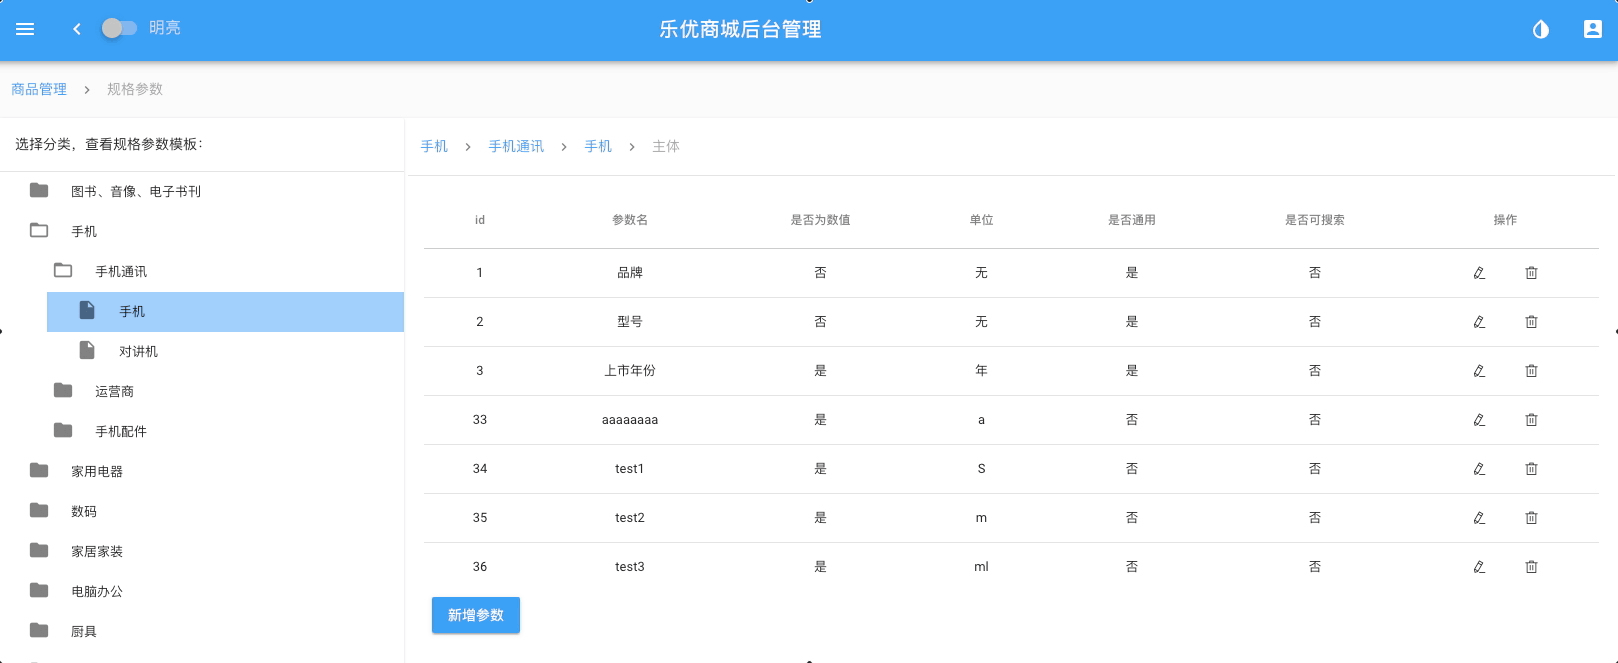 明亮
乐优商城后台管理
商品管理 > 规格参数
选择分类，查看规格参数模板：
图书、音像、电子书刊
手机
手机通讯
手机
对讲机
运营商
手机配件
家用电器
数码
家居家装
电脑办公
厨具
手机 > 手机通讯 > 手机 > 主体
id 参数名 是否为数值 单位 是否通用 是否可搜索 操作
1 品牌 否 无 是 否
2 型号 否 无 是 否
3 上市年份 是 年 是 否
33 aaaaaaaa 是 a 否 否
34 test1 是 S 否 否
35 test2 是 m 否 否
36 test3 是 ml 否 否
新增参数